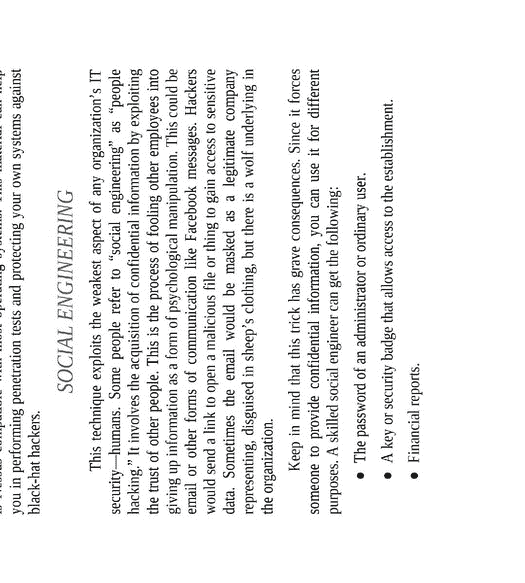 you in performing penetration tests and protecting your own systems against
black-hat hackers.
SOCIAL ENGINEERING
This technique exploits the weakest aspect of any organization's IT
security—humans. Some people refer to “social engineering” as “people
hacking.” It involves the acquisition of confidential information by exploiting
the trust of other people. This is the process of fooling other employees into
giving up information as a form of psychological manipulation. This could be
email or other forms of communication like Facebook messages. Hackers
would send a link to open a malicious file or thing to gain access to sensitive
data. Sometimes the email would be masked as a legitimate company
representing, disguised in sheep's clothing, but there is a wolf underlying in
the organization.
Keep in mind that this trick has grave consequences. Since it forces
someone to provide confidential information, you can use it for different
purposes. A skilled social engineer can get the following:
● The password of an administrator or ordinary user.
● A key or security badge that allows access to the establishment.
● Financial reports.